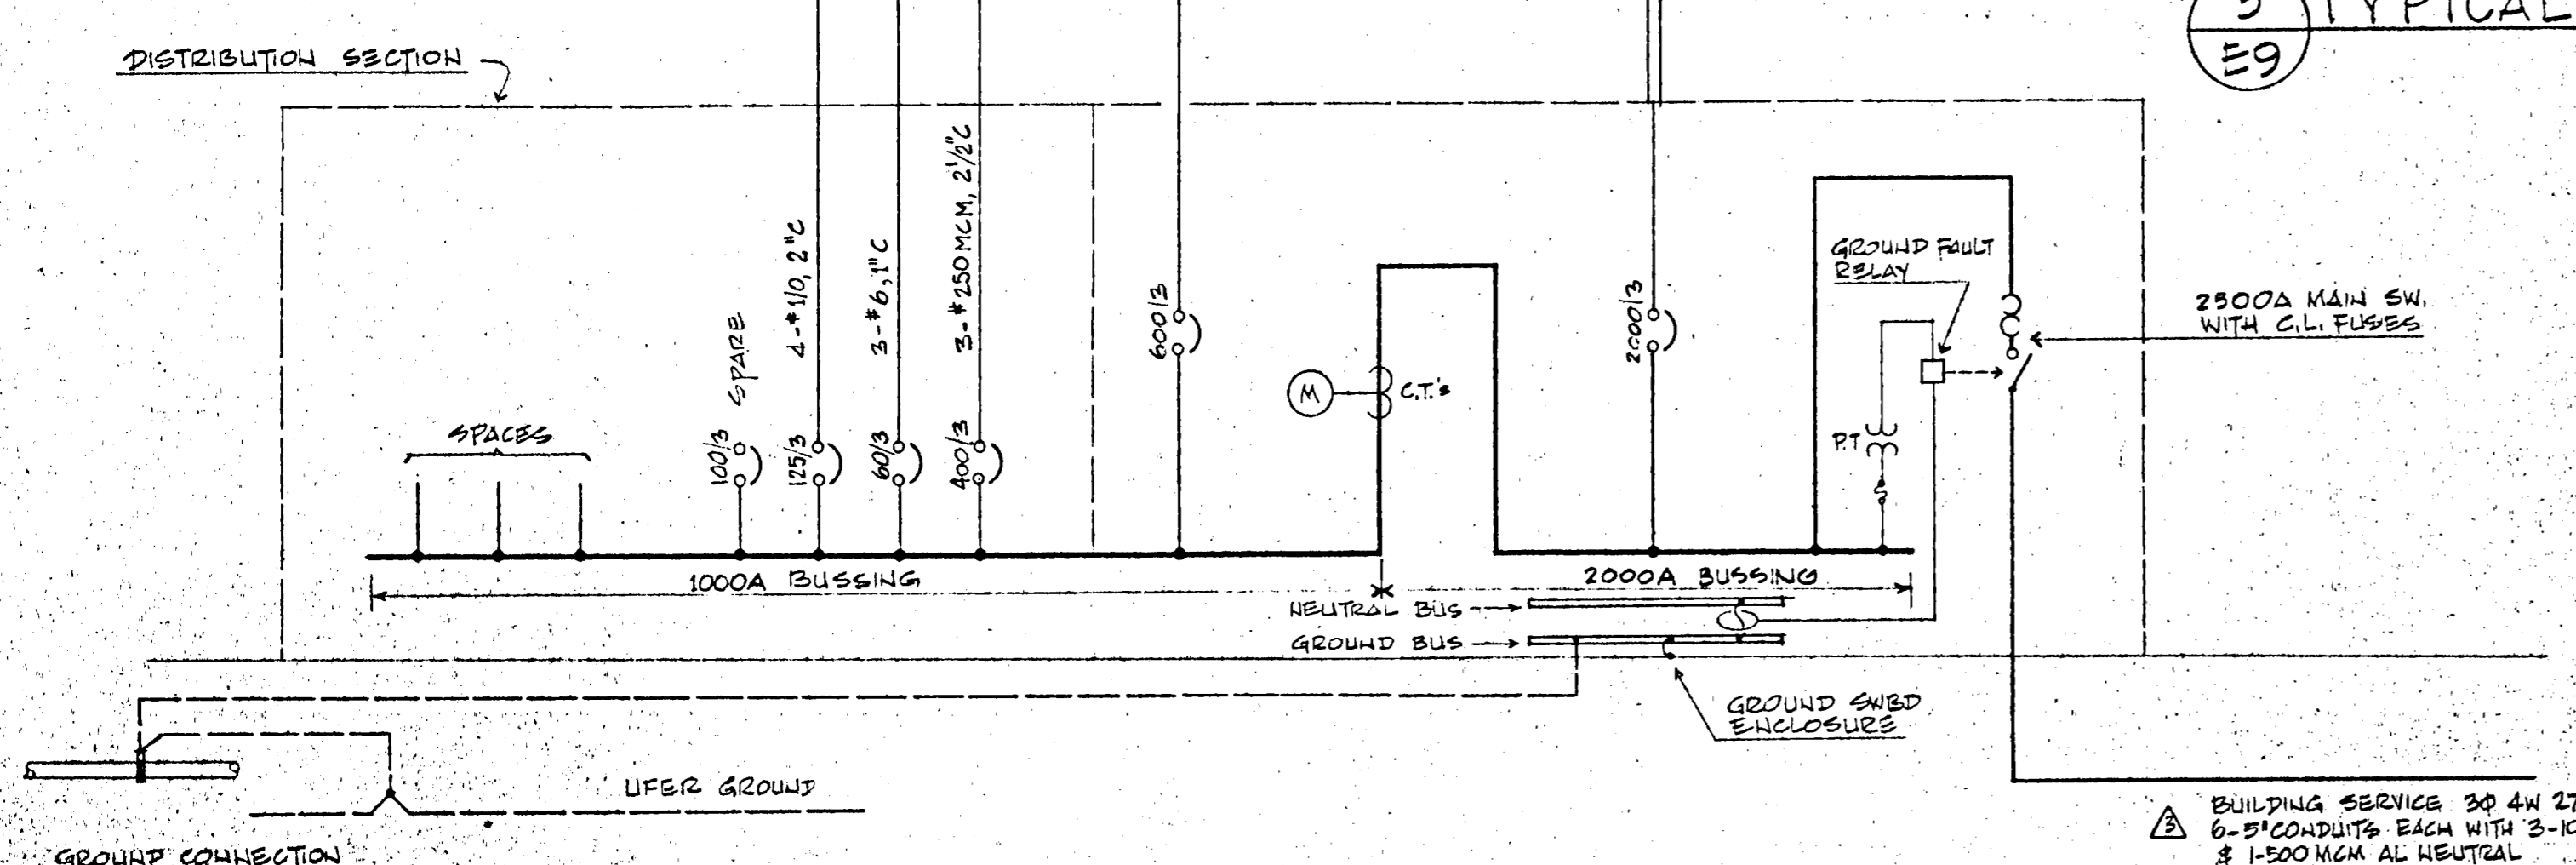 TYPICAL
E9
DISTRIBUTION SECTION
4-#1/0, 2"C
3-#6, 1"C
3-#250MCM, 2½"C
SPARE
SPACES
100/3
125/3
60/3
400/3
600/3
M
C.T.'s
2000/3
GROUND FAULT
RELAY
P.T
2500A MAIN SW.
WITH C.L. FUSES
1000A BUSSING
2000A BUSSING
NEUTRAL BUS
GROUND BUS
GROUND SWBD
ENCLOSURE
UFER GROUND
GROUND CONNECTION
3
BUILDING SERVICE 3Φ 4W
6-5"CONDUITS EACH WITH
& 1-500 MCM AL NEUTRAL